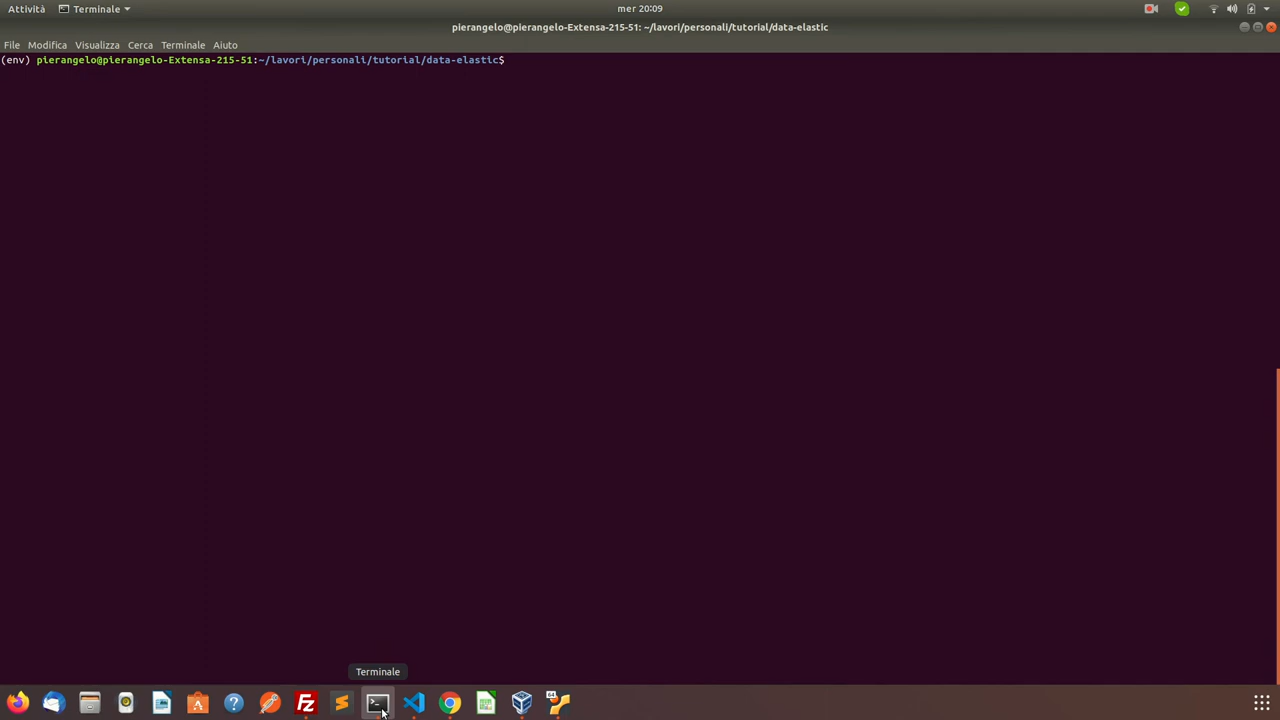 Attività
Terminale
mer 20:09
pierangelo@pierangelo-Extensa-215-51: ~/lavori/personali/tutorial/data-elastic
File Modifica Visualizza Cerca Terminale Aiuto
(env) pierangelo@pierangelo-Extensa-215-51:~/lavori/personali/tutorial/data-elastic$
Terminale